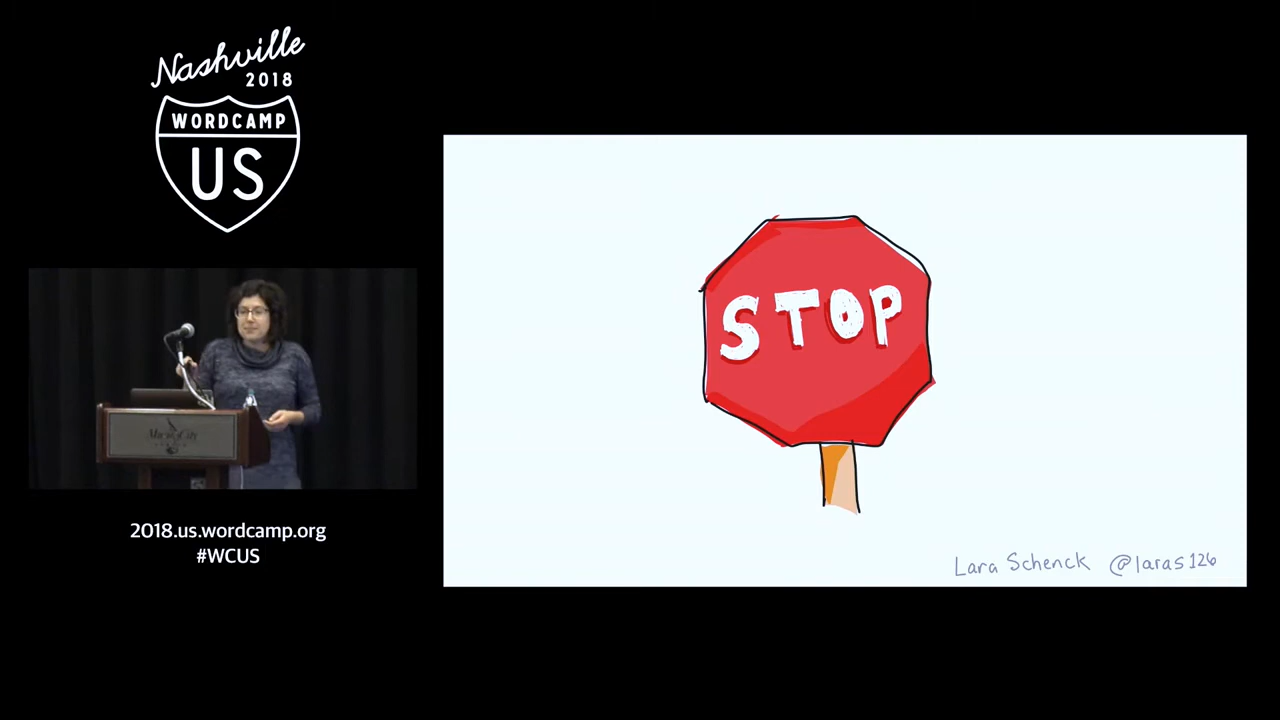 Nashville
2018
WORDCAMP
US
STOP
2018.us.wordcamp.org
#WCUS
Lara Schenck @laras126